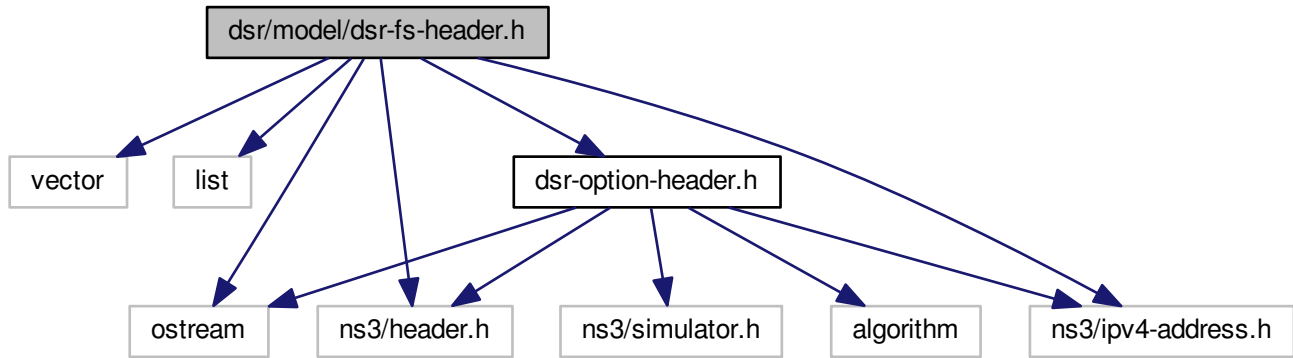 dsr/model/dsr-fs-header.h
vector
list
dsr-option-header.h
ostream
ns3/header.h
ns3/simulator.h
algorithm
ns3/ipv4-address.h